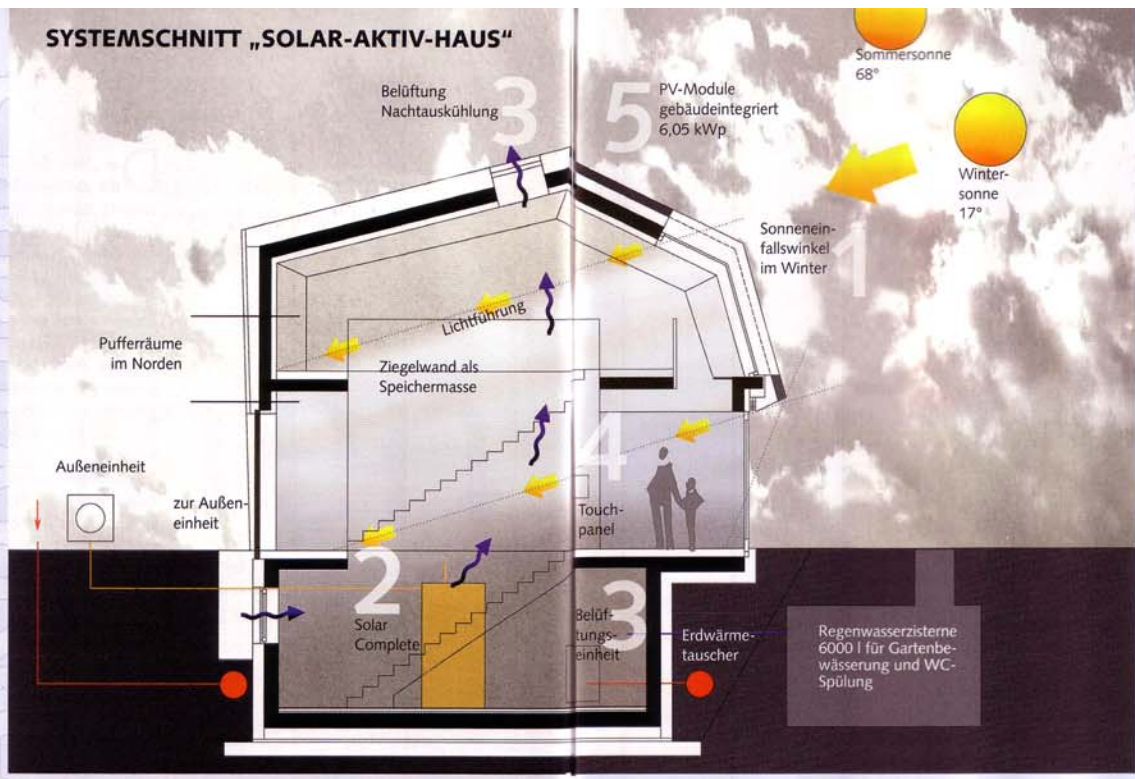 SYSTEMSCHNITT „SOLAR-AKTIV-HAUS“
Sommersonne
68°
Belüftung
Nachtauskühlung
3
5
PV-Module
gebäudeintegriert
6,05 kWp
Winter-
sonne
17°
Sonnenein-
fallswinkel
im Winter
1
Lichtführung
Pufferräume
im Norden
Ziegelwand als
Speichermasse
4
Außeneinheit
zur Außen-
einheit
Touch-
panel
2
Solar
Complete
3
Belüf-
tungs-
einheit
Erdwärme-
tauscher
Regenwasserzisterne
6000 l für Gartenbe-
wässerung und WC-
Spülung